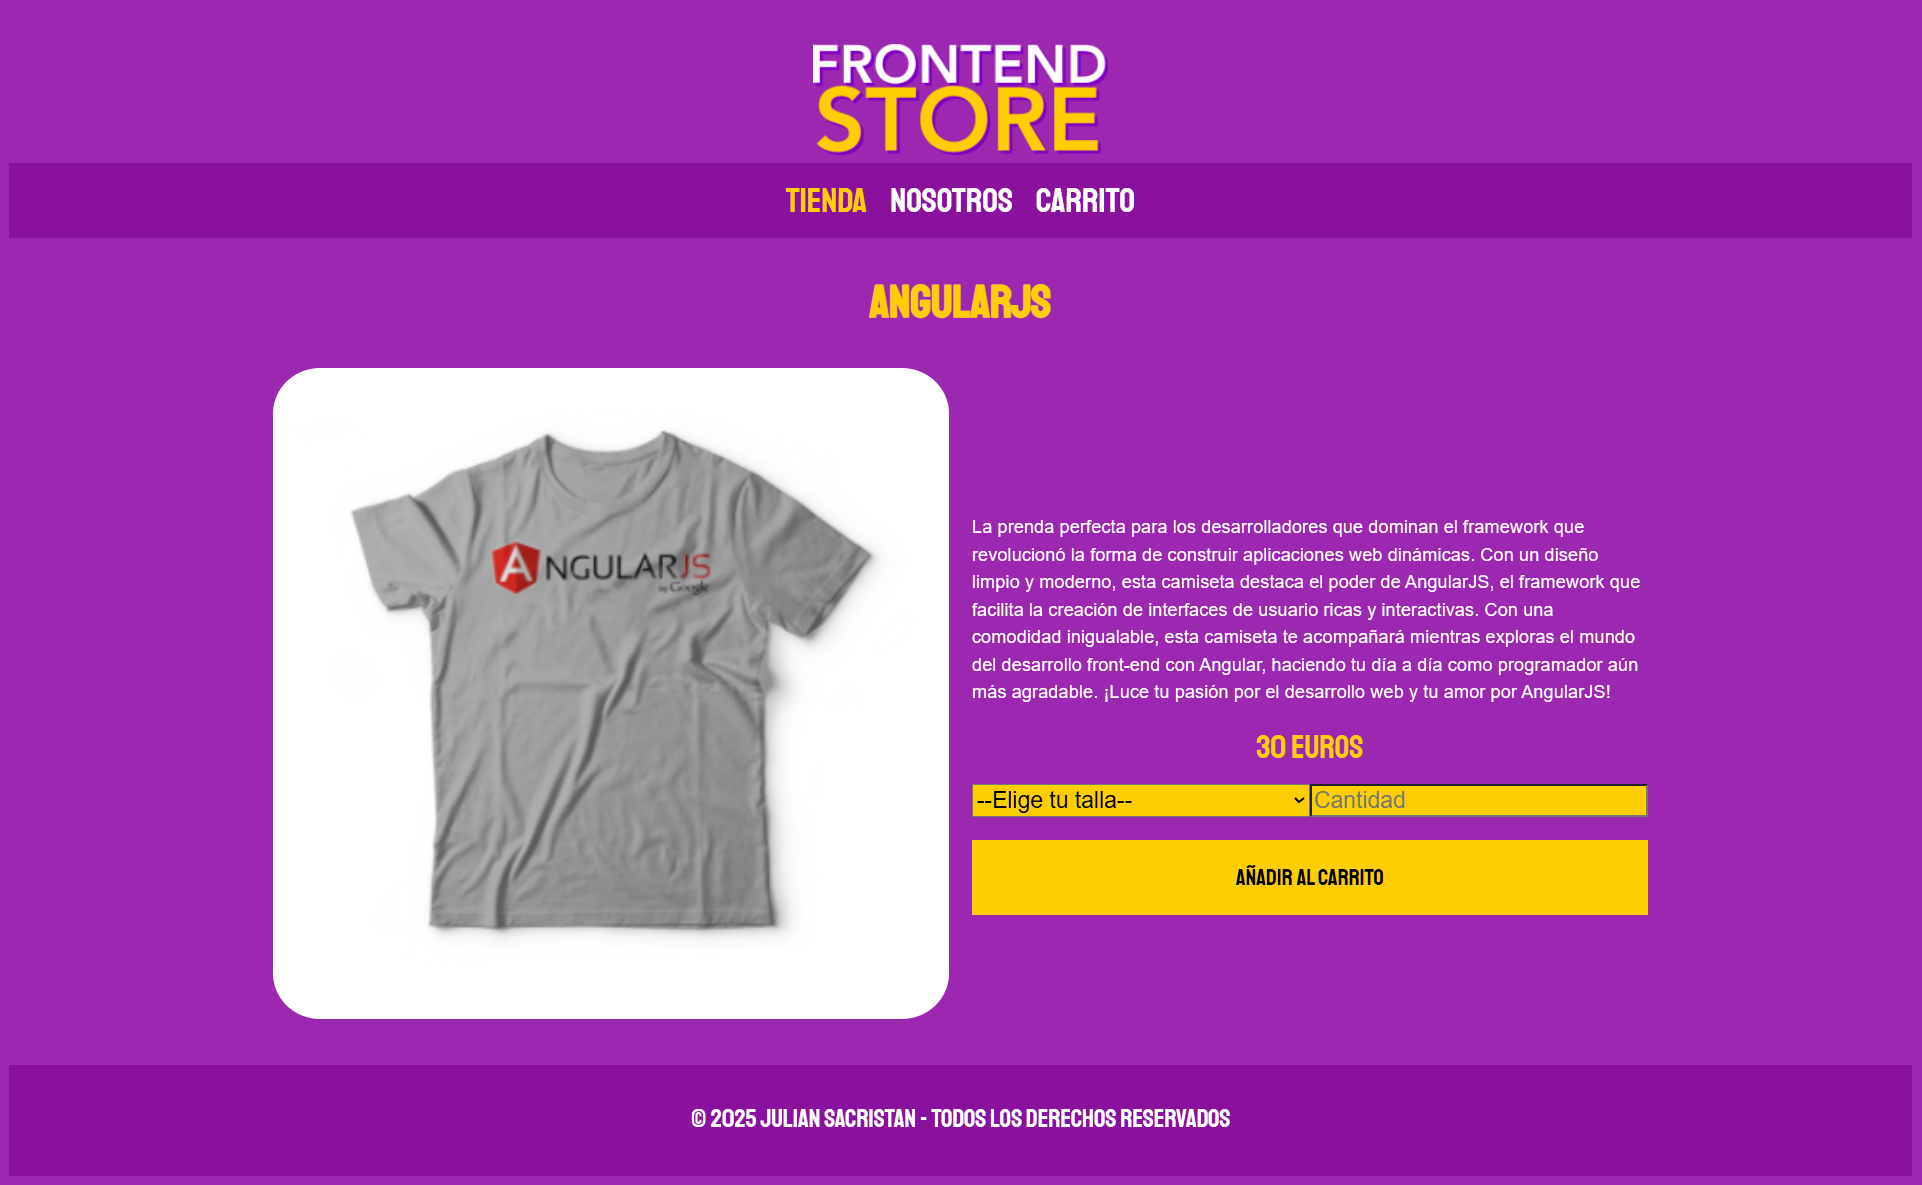 FRONTEND
STORE
TIENDA NOSOTROS CARRITO
ANGULARJS
ANGULARJS
by Google
La prenda perfecta para los desarrolladores que dominan el framework que
revolucionó la forma de construir aplicaciones web dinámicas. Con un diseño
limpio y moderno, esta camiseta destaca el poder de AngularJS, el framework que
facilita la creación de interfaces de usuario ricas y interactivas. Con una
comodidad inigualable, esta camiseta te acompañará mientras exploras el mundo
del desarrollo front-end con Angular, haciendo tu día a día como programador aún
más agradable. ¡Luce tu pasión por el desarrollo web y tu amor por AngularJS!
30 EUROS
--Elige tu talla-- Cantidad
AÑADIR AL CARRITO
© 2025 JULIAN SACRISTAN - TODOS LOS DERECHOS RESERVADOS